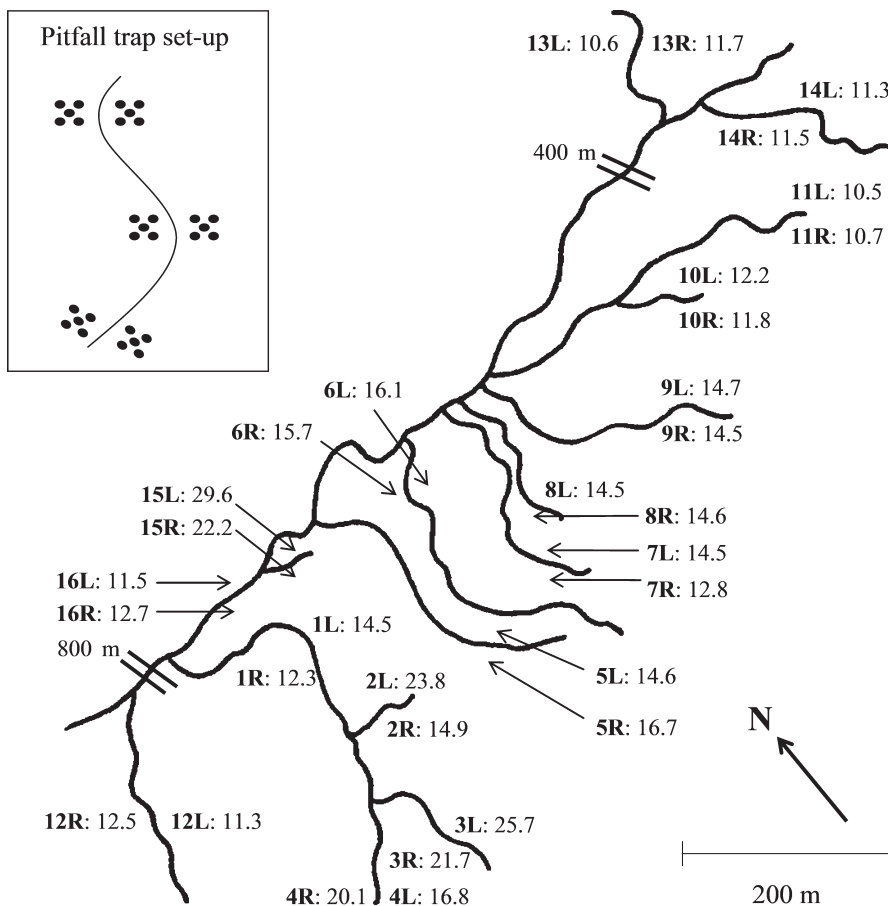 Pitfall trap set-up
13L: 10.6
13R: 11.7
14L: 11.3
14R: 11.5
400 m
11L: 10.5
11R: 10.7
10L: 12.2
10R: 11.8
6L: 16.1
9L: 14.7
6R: 15.7
9R: 14.5
15L: 29.6
8L: 14.5
15R: 22.2
8R: 14.6
7L: 14.5
16L: 11.5
7R: 12.8
16R: 12.7
1L: 14.5
800 m
1R: 12.3
2L: 23.8
5L: 14.6
2R: 14.9
5R: 16.7
N
12R: 12.5
12L: 11.3
3L: 25.7
3R: 21.7
4R: 20.1
4L: 16.8
200 m